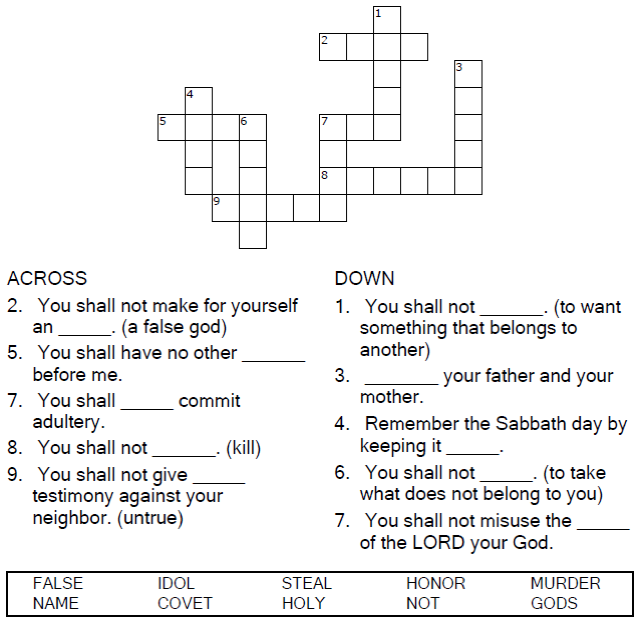 1
2
3
4
5 6 7
8
9
ACROSS
2. You shall not make for yourself
an _____. (a false god)
5. You shall have no other ______
before me.
7. You shall _____ commit
adultery.
8. You shall not ______. (kill)
9. You shall not give _____
testimony against your
neighbor. (untrue)
DOWN
1. You shall not ______. (to want
something that belongs to
another)
3. _______ your father and your
mother.
4. Remember the Sabbath day by
keeping it _____.
6. You shall not _____. (to take
what does not belong to you)
7. You shall not misuse the _____
of the LORD your God.
FALSE IDOL STEAL HONOR MURDER
NAME COVET HOLY NOT GODS